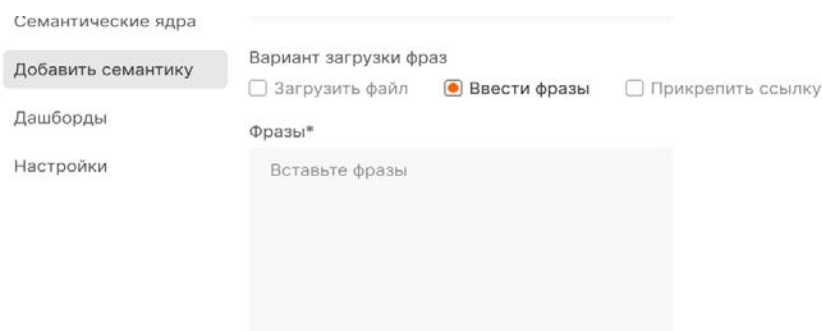 Семантические ядра
Добавить семантику
Дашборды
Настройки
Вариант загрузки фраз
Загрузить файл
Ввести фразы
Прикрепить ссылку
Фразы*
Вставьте фразы